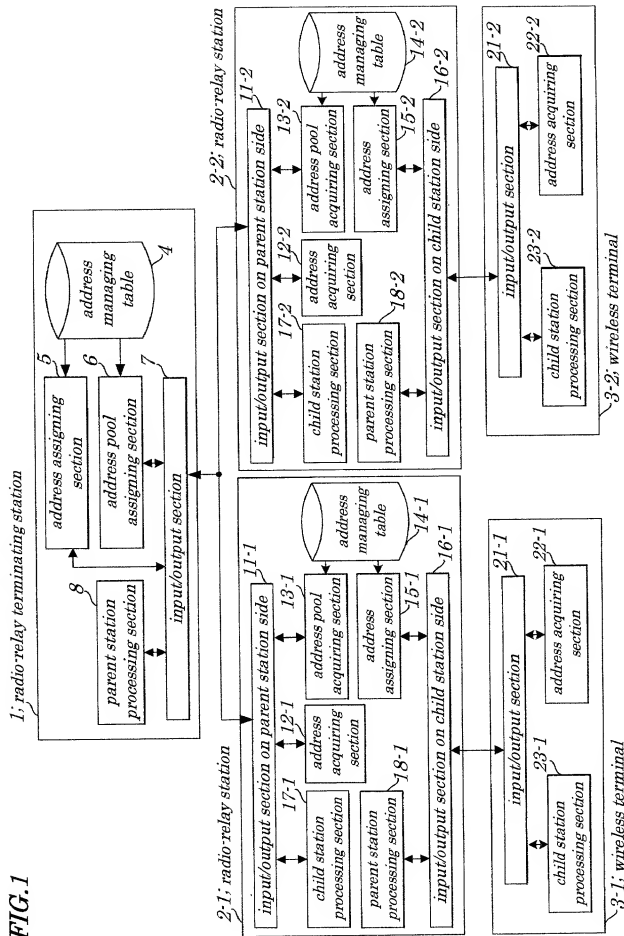 FIG.1
1; radio-relay terminating station
8
parent station
processing section
5
address assigning
section
6
address pool
assigning section
7
input/output section
address
managing
table
4
2-1; radio-relay station
11-1
input/output section on parent station side
17-1
child station
processing section
12-1
address
acquiring
section
13-1
address pool
acquiring section
18-1
parent station
processing section
address
assigning section
15-1
address
managing
table
14-1
16-1
input/output section on child station side
2-2; radio-relay station
11-2
input/output section on parent station side
17-2
child station
processing section
12-2
address
acquiring
section
13-2
address pool
acquiring section
18-2
parent station
processing section
address
assigning section
15-2
address
managing
table
14-2
16-2
input/output section on child station side
21-1
input/output section
23-1
child station
processing section
22-1
address acquiring
section
3-1; wireless terminal
21-2
input/output section
23-2
child station
processing section
22-2
address acquiring
section
3-2; wireless terminal